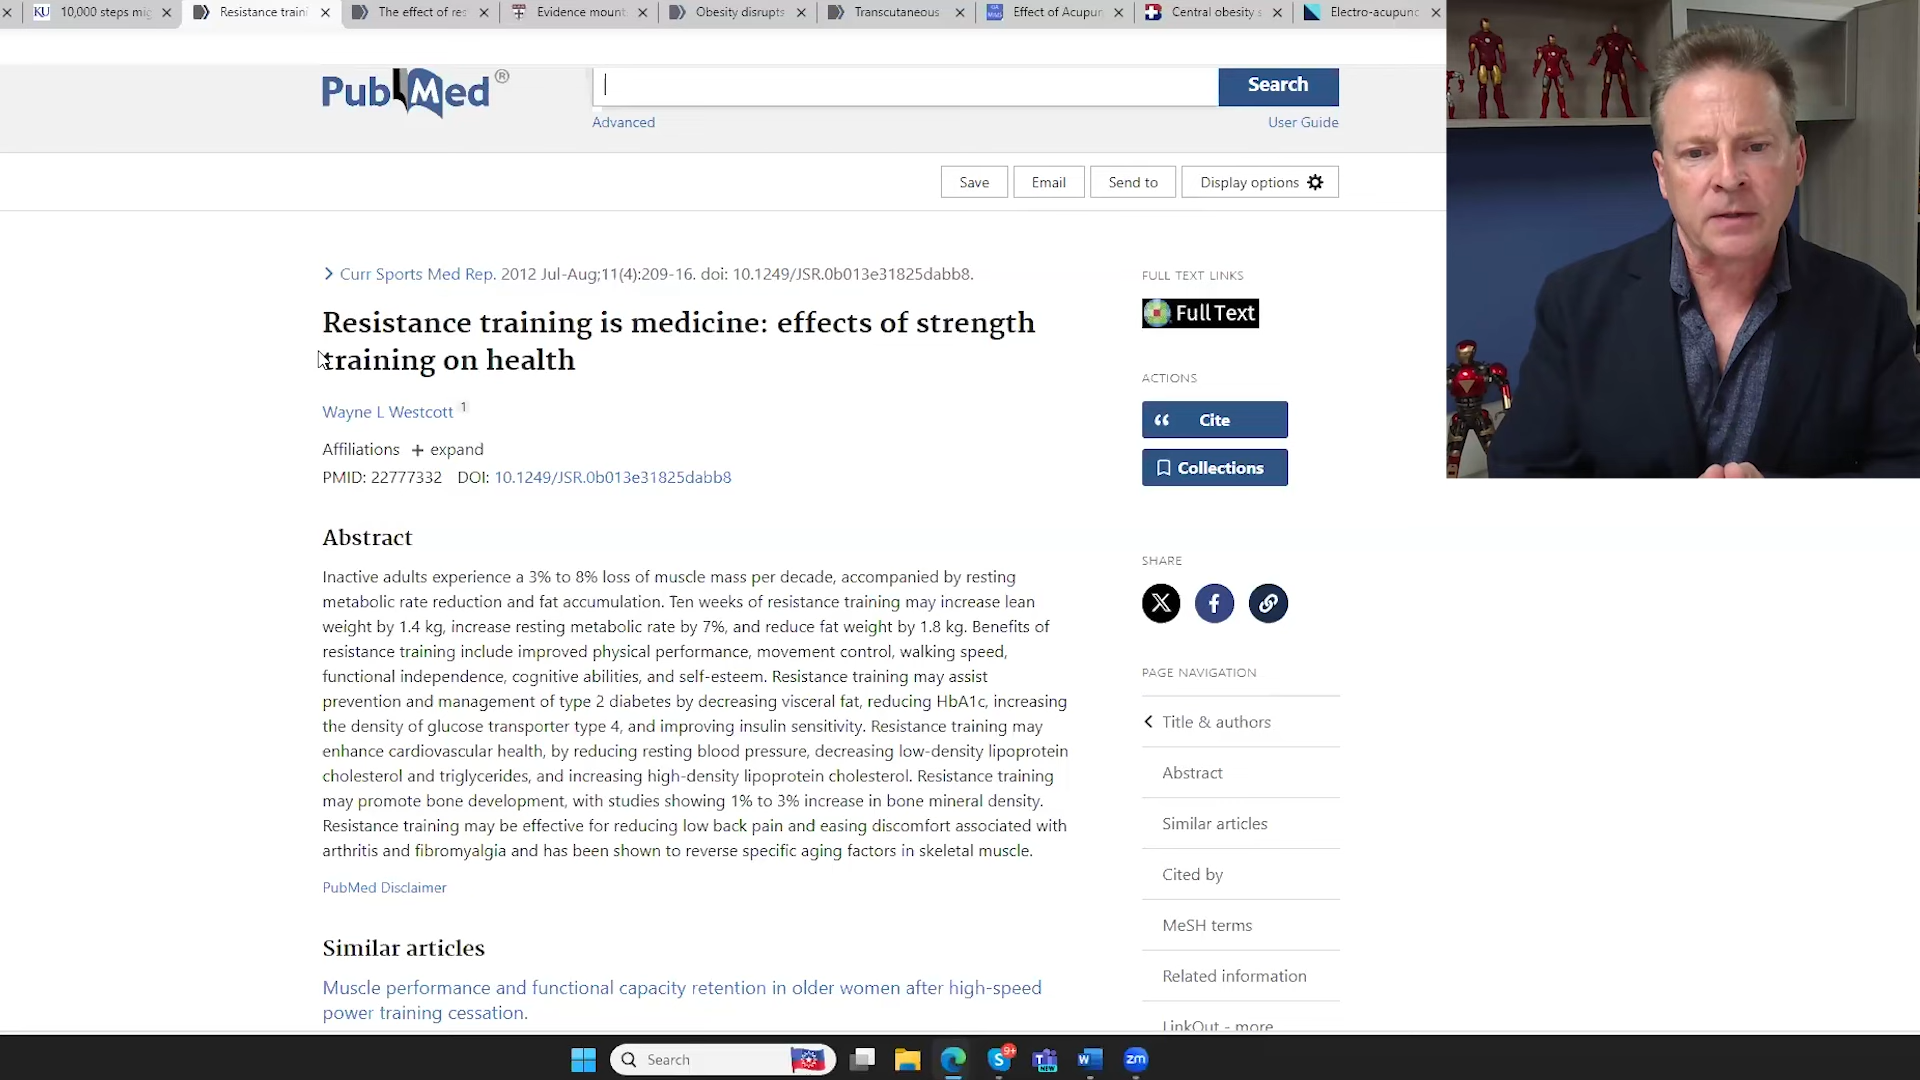 KU 10,000 steps mig
Resistance traini
The effect of res
Evidence mount
Obesity disrupts
Transcutaneous
Effect of Acupun
Central obesity s
Electro-acupunc
PubMed®
Search
Advanced
User Guide
Save
Email
Send to
Display options
Curr Sports Med Rep. 2012 Jul-Aug;11(4):209-16. doi: 10.1249/JSR.0b013e31825dabb8.
Resistance training is medicine: effects of strength
training on health
Wayne L Westcott 1
Affiliations + expand
PMID: 22777332 DOI: 10.1249/JSR.0b013e31825dabb8
Abstract
Inactive adults experience a 3% to 8% loss of muscle mass per decade, accompanied by resting
metabolic rate reduction and fat accumulation. Ten weeks of resistance training may increase lean
weight by 1.4 kg, increase resting metabolic rate by 7%, and reduce fat weight by 1.8 kg. Benefits of
resistance training include improved physical performance, movement control, walking speed,
functional independence, cognitive abilities, and self-esteem. Resistance training may assist
prevention and management of type 2 diabetes by decreasing visceral fat, reducing HbA1c, increasing
the density of glucose transporter type 4, and improving insulin sensitivity. Resistance training may
enhance cardiovascular health, by reducing resting blood pressure, decreasing low-density lipoprotein
cholesterol and triglycerides, and increasing high-density lipoprotein cholesterol. Resistance training
may promote bone development, with studies showing 1% to 3% increase in bone mineral density.
Resistance training may be effective for reducing low back pain and easing discomfort associated with
arthritis and fibromyalgia and has been shown to reverse specific aging factors in skeletal muscle.
PubMed Disclaimer
Similar articles
Muscle performance and functional capacity retention in older women after high-speed
power training cessation.
FULL TEXT LINKS
Full Text
ACTIONS
Cite
Collections
SHARE
PAGE NAVIGATION
Title & authors
Abstract
Similar articles
Cited by
MeSH terms
Related information
LinkOut - more
Search
9+
NEW
zm